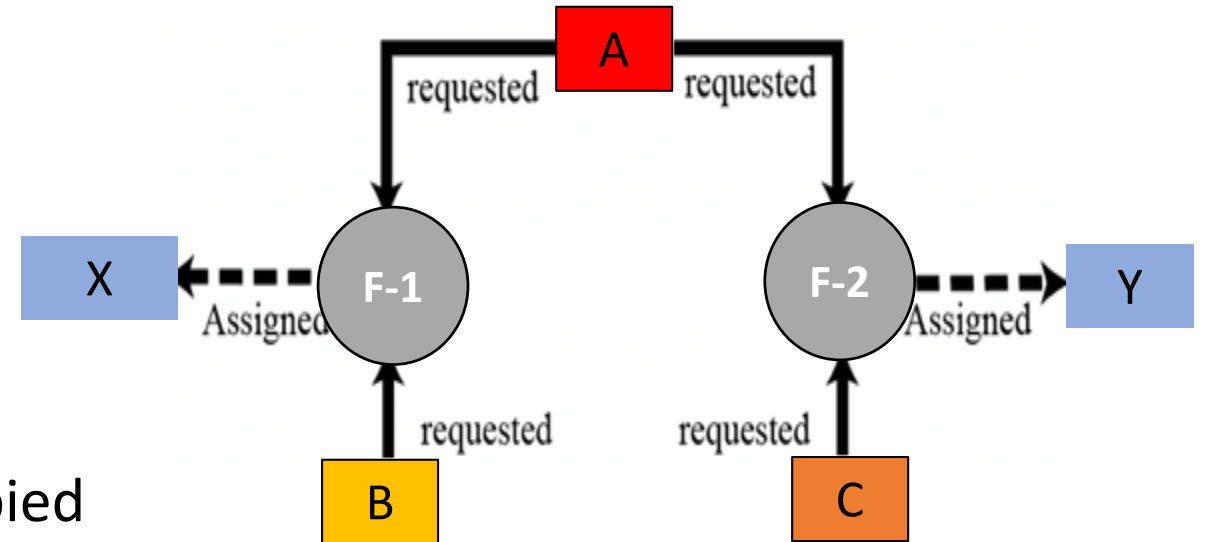 A
requested
requested
X
F-1
F-2
Y
Assigned
Assigned
requested
requested
B
C